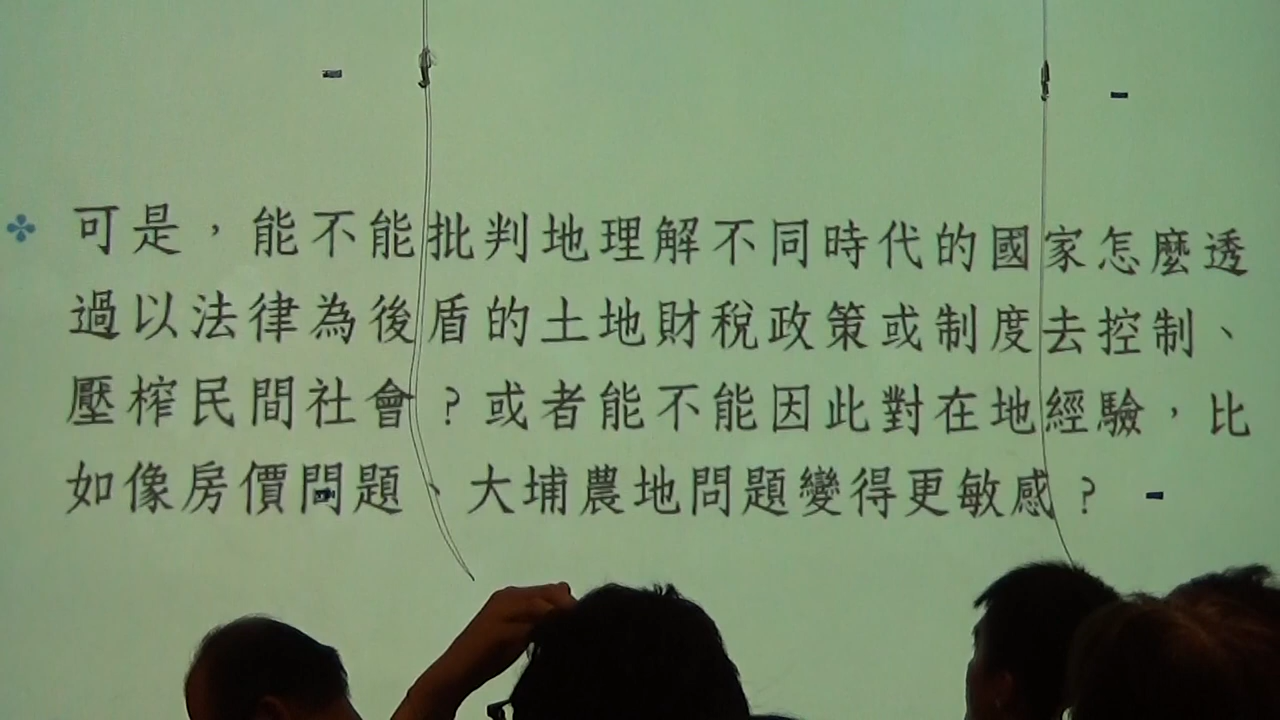 可是，能不能批判地理解不同時代的國家怎麼透
過以法律為後盾的土地財稅政策或制度去控制、
壓榨民間社會？或者能不能因此對在地經驗，比
如像房價問題、大埔農地問題變得更敏感？